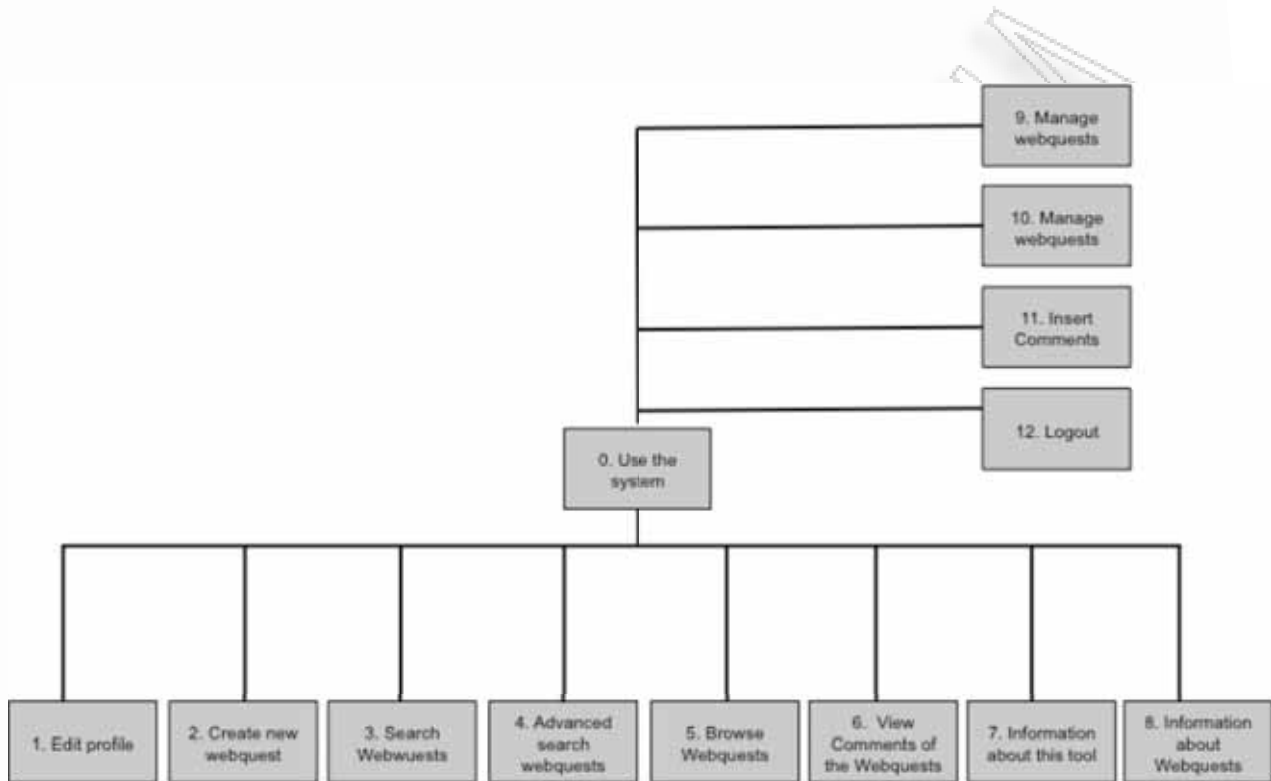 9. Manage
webquests
10. Manage
webquests
11. Insert
Comments
12. Logout
0. Use the
system
1. Edit profile
2. Create new
webquest
3. Search
Webwuests
4. Advanced
search
webquests
5. Browse
Webquests
6. View
Comments of
the Webquests
7. Information
about this tool
8. Information
about
Webquests